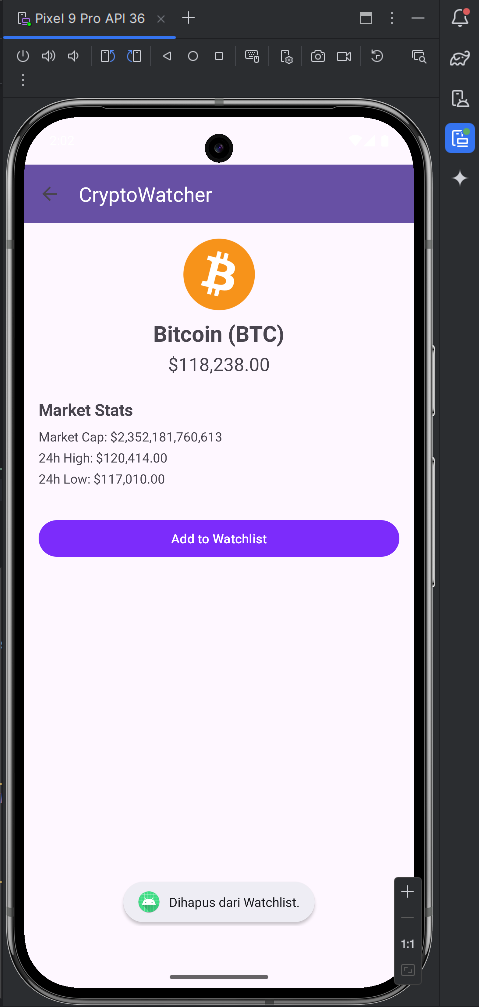 Pixel 9 Pro API 36
CryptoWatcher
Bitcoin (BTC)
$118,238.00
Market Stats
Market Cap: $2,352,181,760,613
24h High: $120,414.00
24h Low: $117,010.00
Add to Watchlist
Dihapus dari Watchlist.
1:1